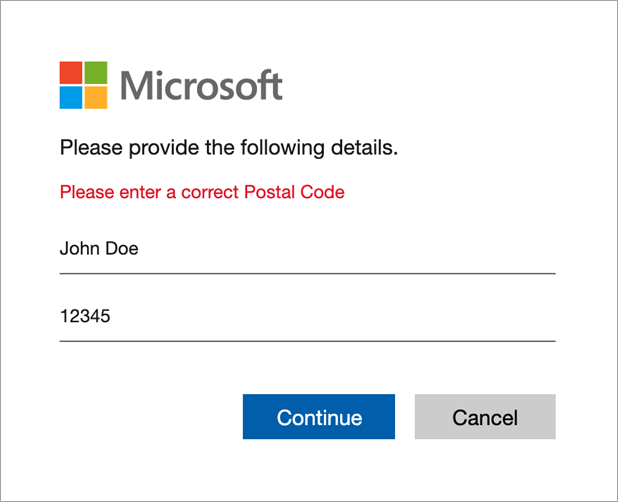 Microsoft
Please provide the following details.
Please enter a correct Postal Code
John Doe
12345
Continue
Cancel